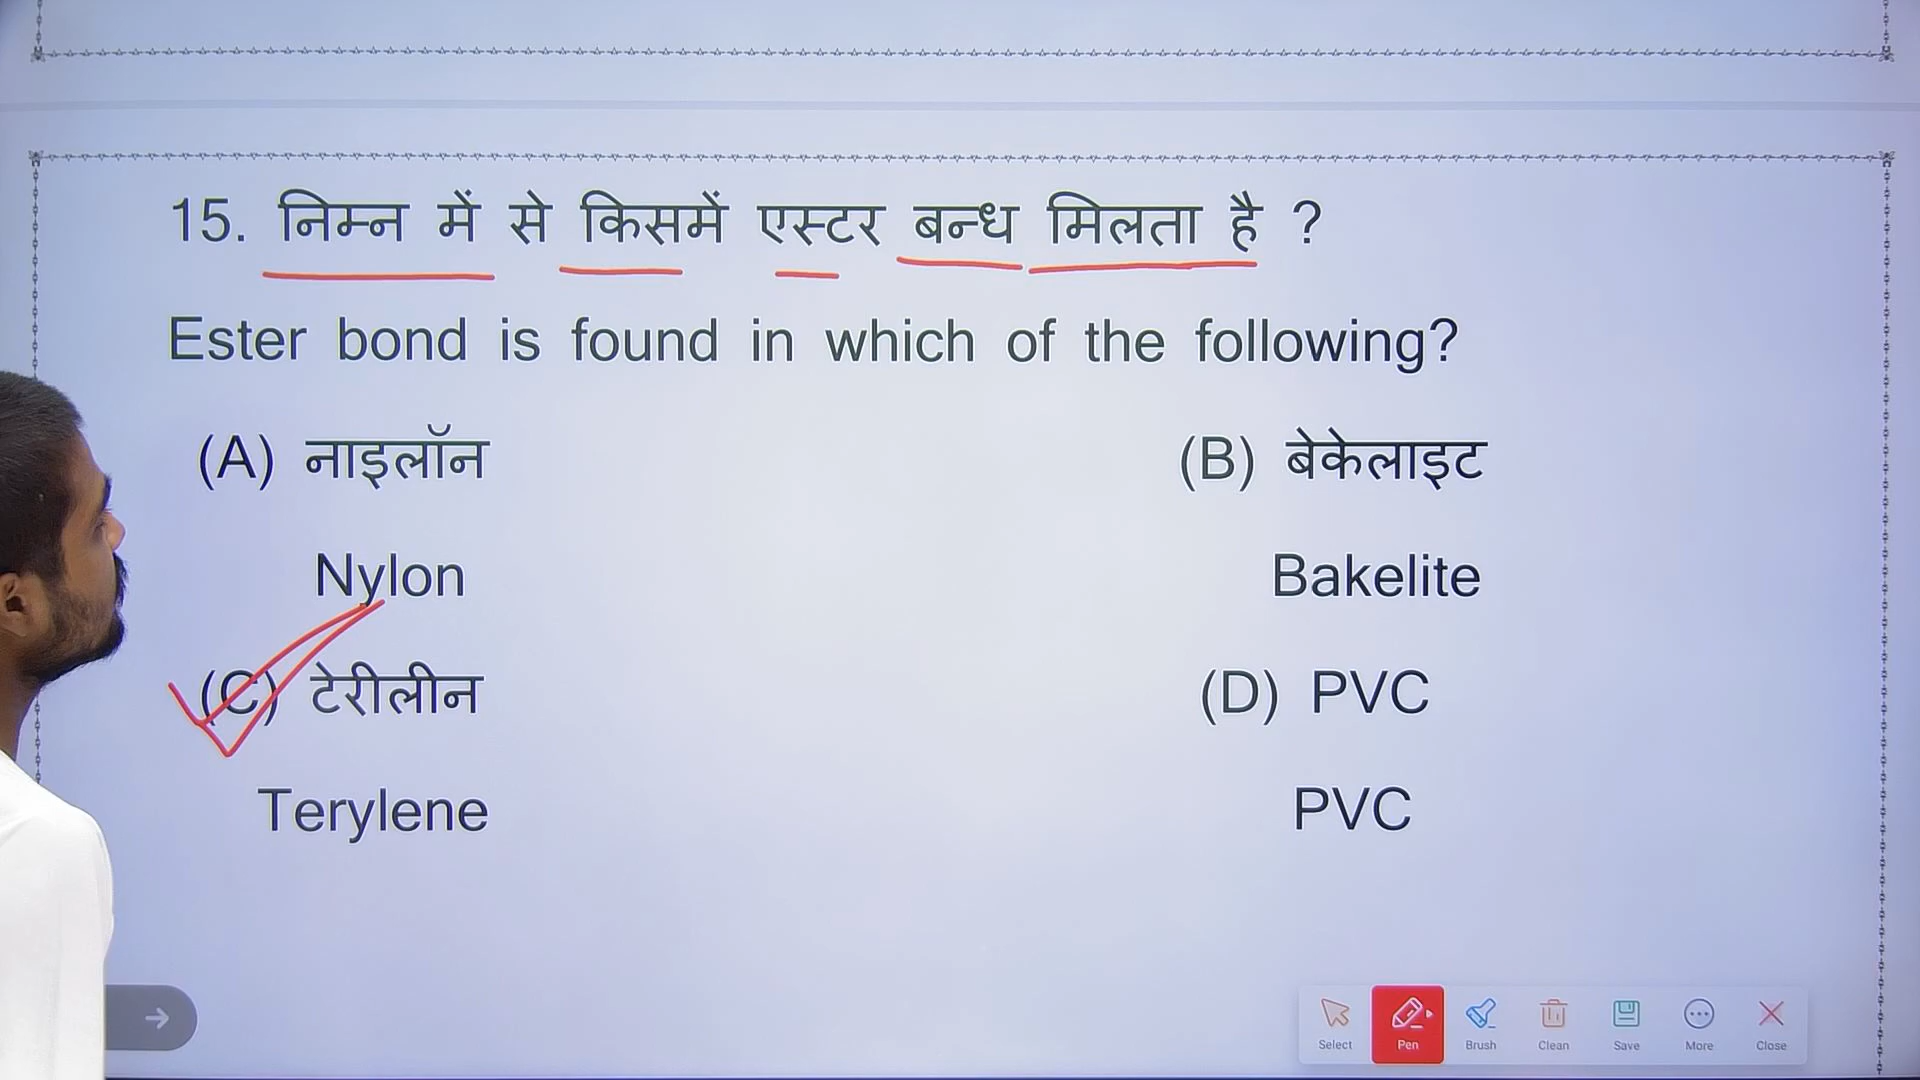 15. निम्न में से किसमें एस्टर बन्ध मिलता है ?
Ester bond is found in which of the following?
(A) नाइलॉन (B) बेकेलाइट
Nylon Bakelite
(C) टेरीलीन (D) PVC
Terylene PVC
Select Pen Brush Clean Save More Close